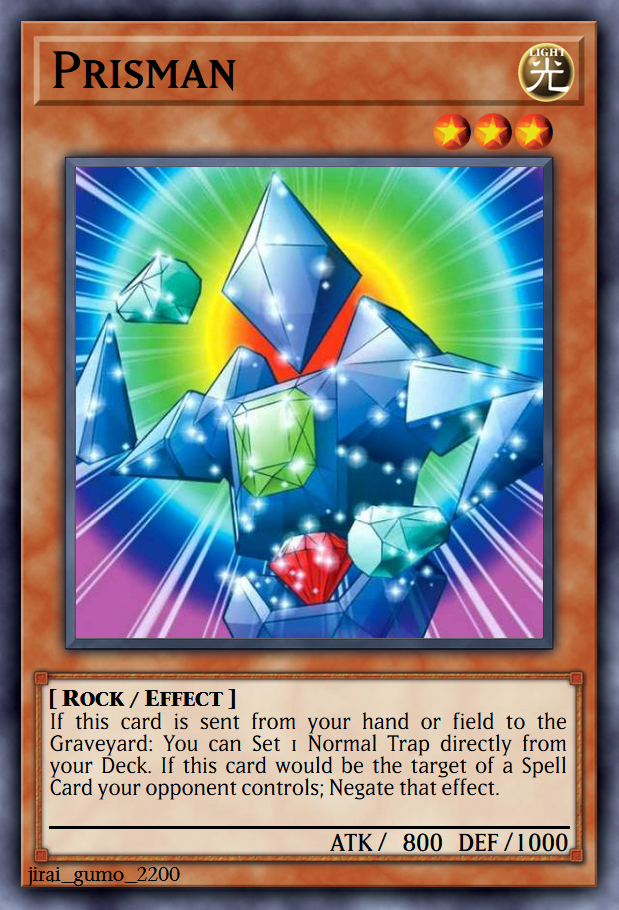 Prisman
LIGHT
光
[ Rock / Effect ]
If this card is sent from your hand or field to the
Graveyard: You can Set 1 Normal Trap directly from
your Deck. If this card would be the target of a Spell
Card your opponent controls; Negate that effect.
ATK / 800 DEF /1000
jirai_gumo_2200